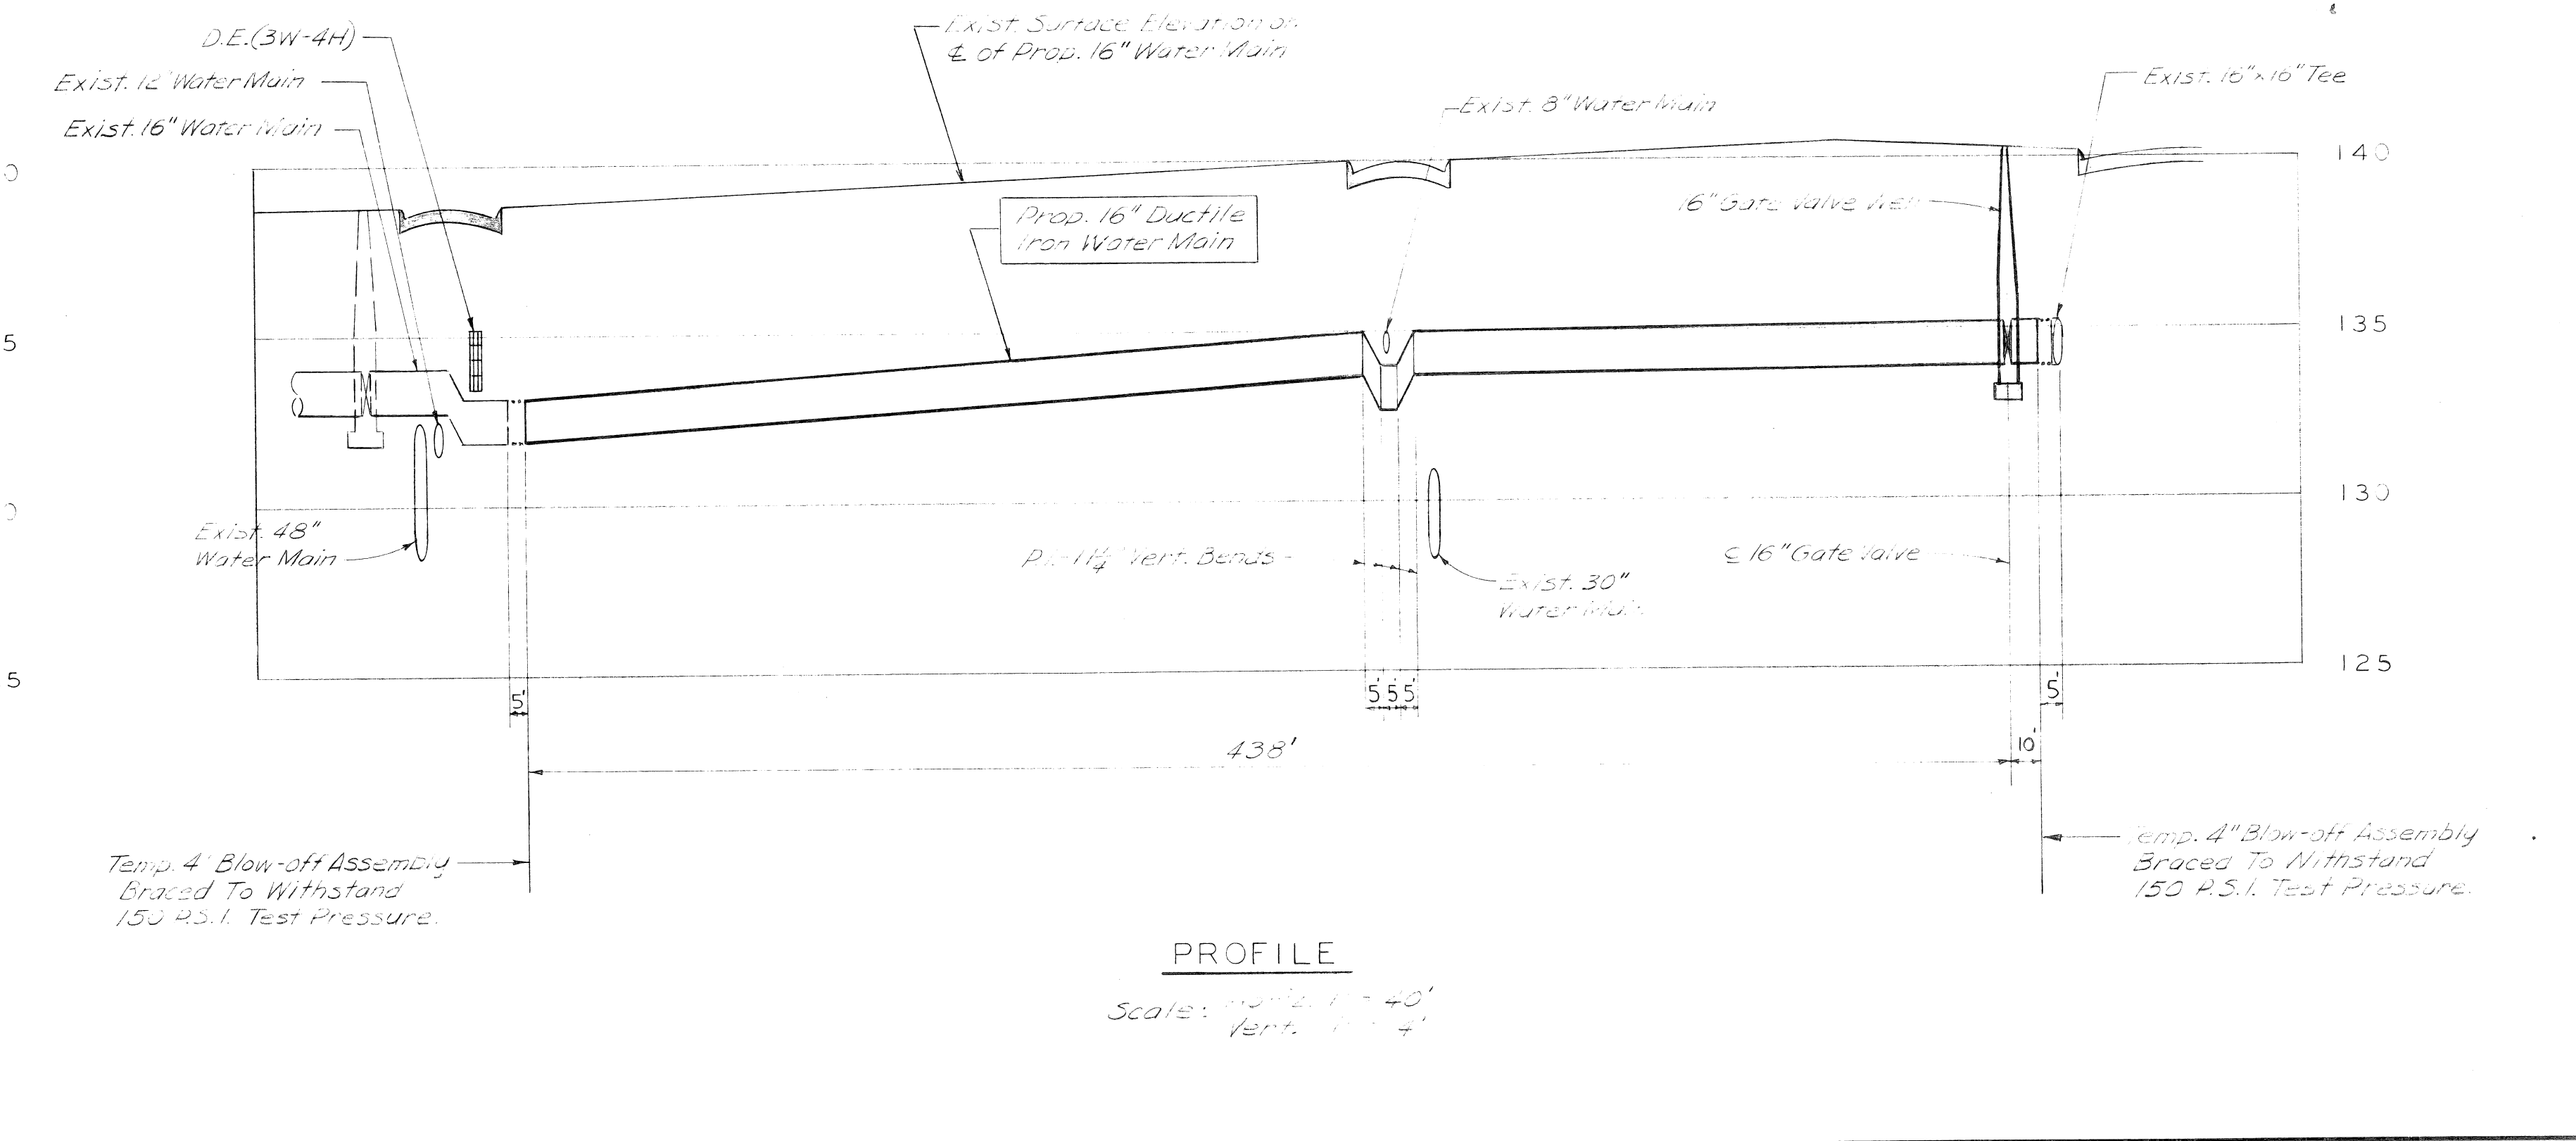 D.E.(3W-4H)
Exist. 12" Water Main
Exist. 16" Water Main
Exist. Surface Elevation on
℄ of Prop. 16" Water Main
Exist. 8" Water Main
Exist. 16"x16" Tee
0
140
Prop. 16" Ductile
Iron Water Main
16" Gate Valve Well
5
135
0
130
Exist. 48"
Water Main
11¼° Vert. Bends
Exist. 30"
Water Main
℄ 16" Gate Valve
5
125
5'
5' 5' 5'
5'
438'
10'
Temp. 4" Blow-off Assembly
Braced To Withstand
150 P.S.I. Test Pressure.
Temp. 4" Blow-off Assembly
Braced To Withstand
150 P.S.I. Test Pressure.
PROFILE
Scale: Horiz. 1" = 40'
Vert. 1" = 4'